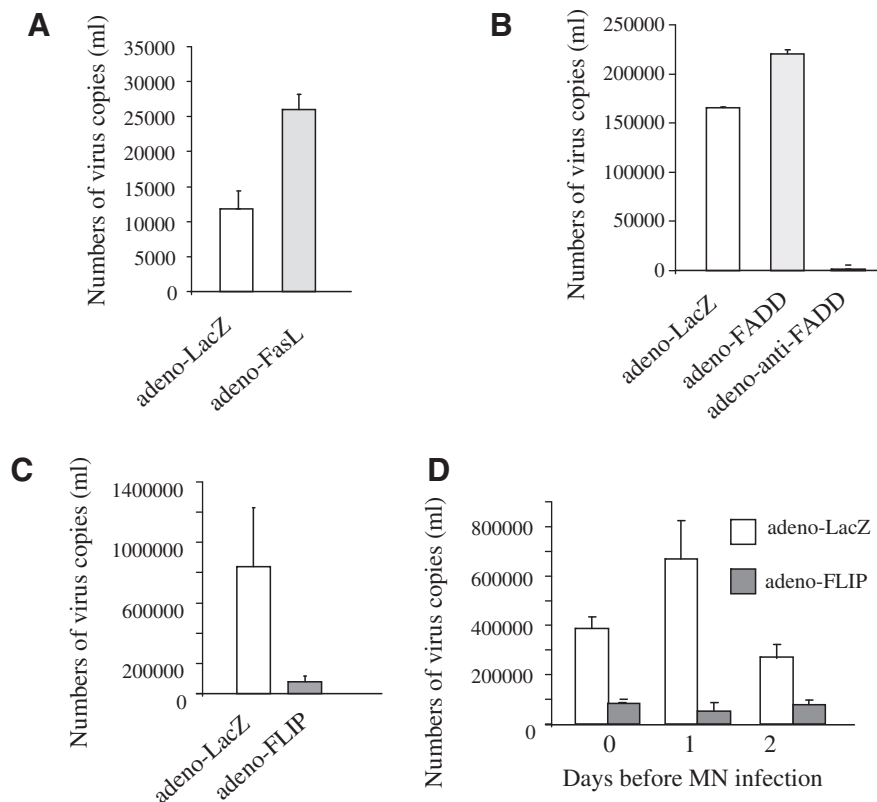 A
Numbers of virus copies (ml)
35000
30000
25000
20000
15000
10000
5000
0
adeno-LacZ
adeno-FasL
B
Numbers of virus copies (ml)
250000
200000
150000
100000
50000
0
adeno-LacZ
adeno-FADD
adeno-anti-FADD
C
Numbers of virus copies (ml)
1400000
1000000
600000
200000
0
adeno-LacZ
adeno-FLIP
D
Numbers of virus copies (ml)
800000
600000
400000
200000
0
adeno-LacZ
adeno-FLIP
0 1 2
Days before MN infection